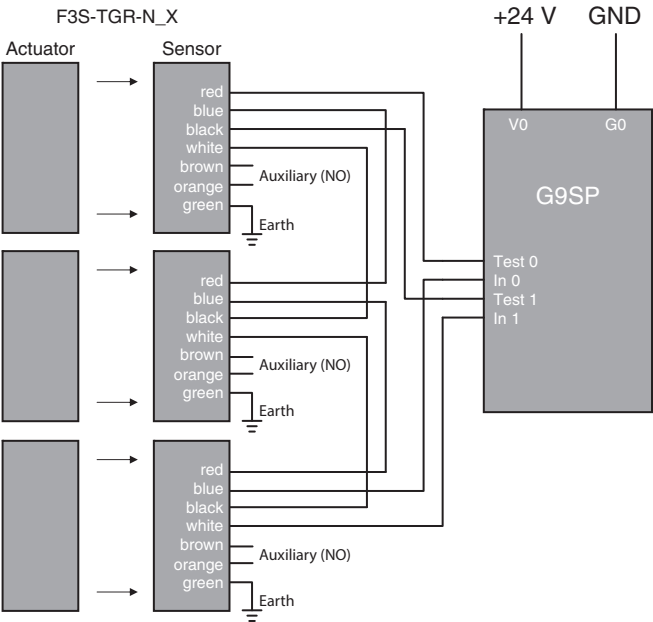 F3S-TGR-N_X
+24 V GND
Actuator Sensor
red
blue
black
white
brown
orange
green
Auxiliary (NO)
Earth
V0 G0
G9SP
Test 0
In 0
Test 1
In 1
red
blue
black
white
brown
orange
green
Auxiliary (NO)
Earth
red
blue
black
white
brown
orange
green
Auxiliary (NO)
Earth